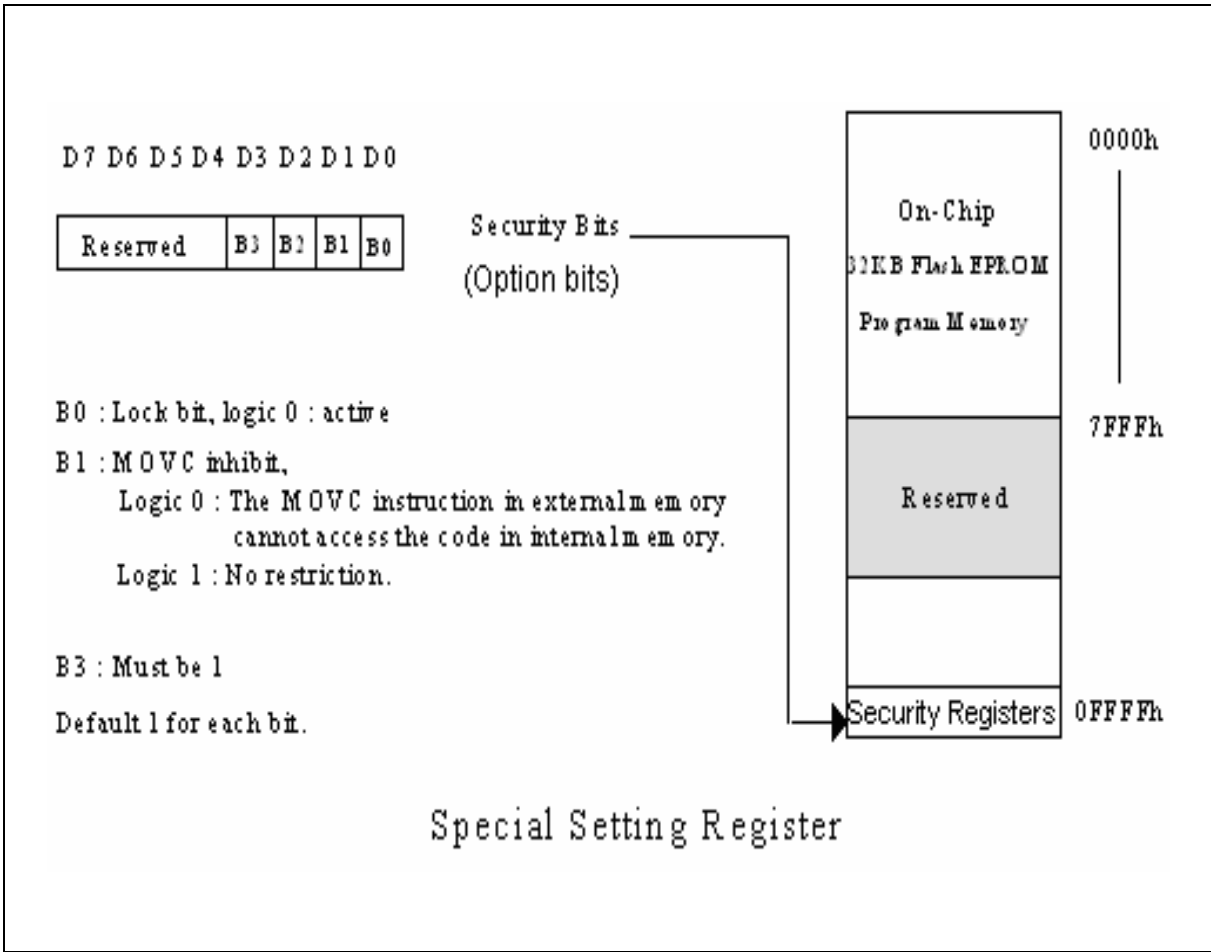 D7 D6 D5 D4 D3 D2 D1 D0
Reserved B3 B2 B1 B0
Security Bits
(Option bits)
B0 : Lock bit, logic 0 : active
B1 : MOVC inhibit,
Logic 0 : The MOVC instruction in external memory
cannot access the code in internal memory.
Logic 1 : No restriction.
B3 : Must be 1
Default 1 for each bit.
0000h
On-Chip
32KB Flash EPROM
Program Memory
7FFFh
Reserved
Security Registers 0FFFFh
Special Setting Register